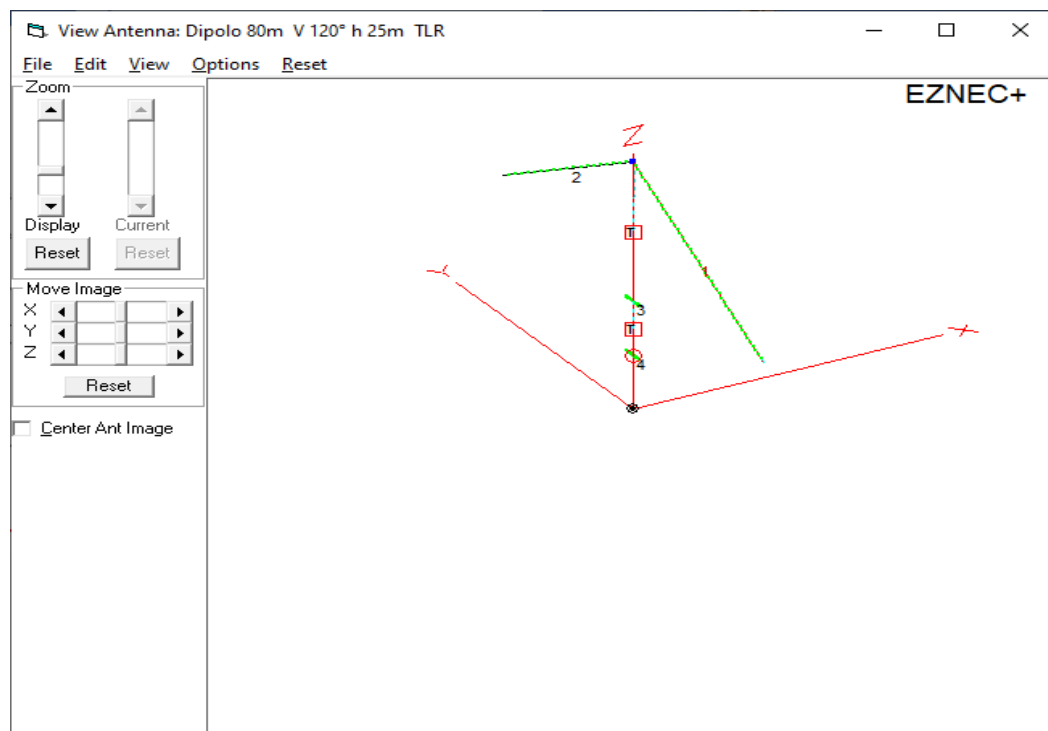 View Antenna: Dipolo 80m V 120° h 25m TLR
File Edit View Options Reset
Zoom
Display Current
Reset Reset
Move Image
X
Y
Z
Reset
Center Ant Image
EZNEC+
Z
2
T
Y
1
3
X
T
4